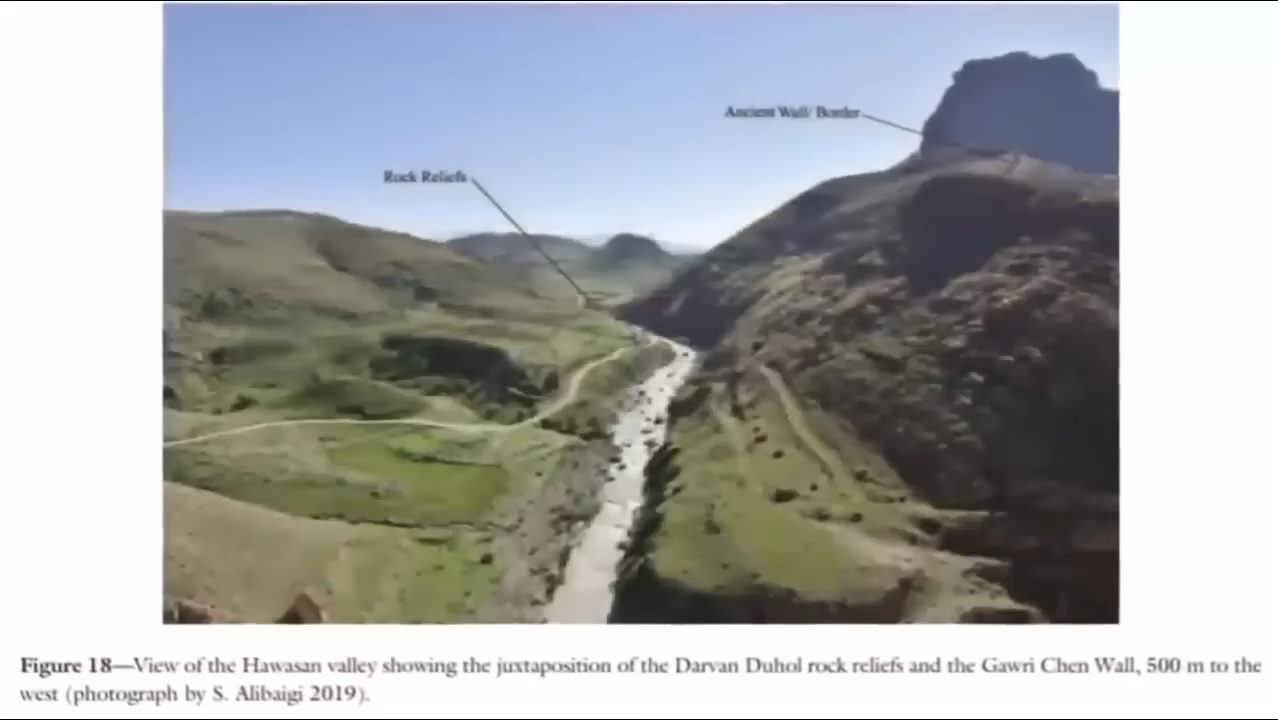 Ancient Wall/ Border
Rock Reliefs
Figure 18—View of the Hawasan valley showing the juxtaposition of the Darvan Duhol rock reliefs and the Gawri Chen Wall, 500 m to the
west (photograph by S. Alibaigi 2019).